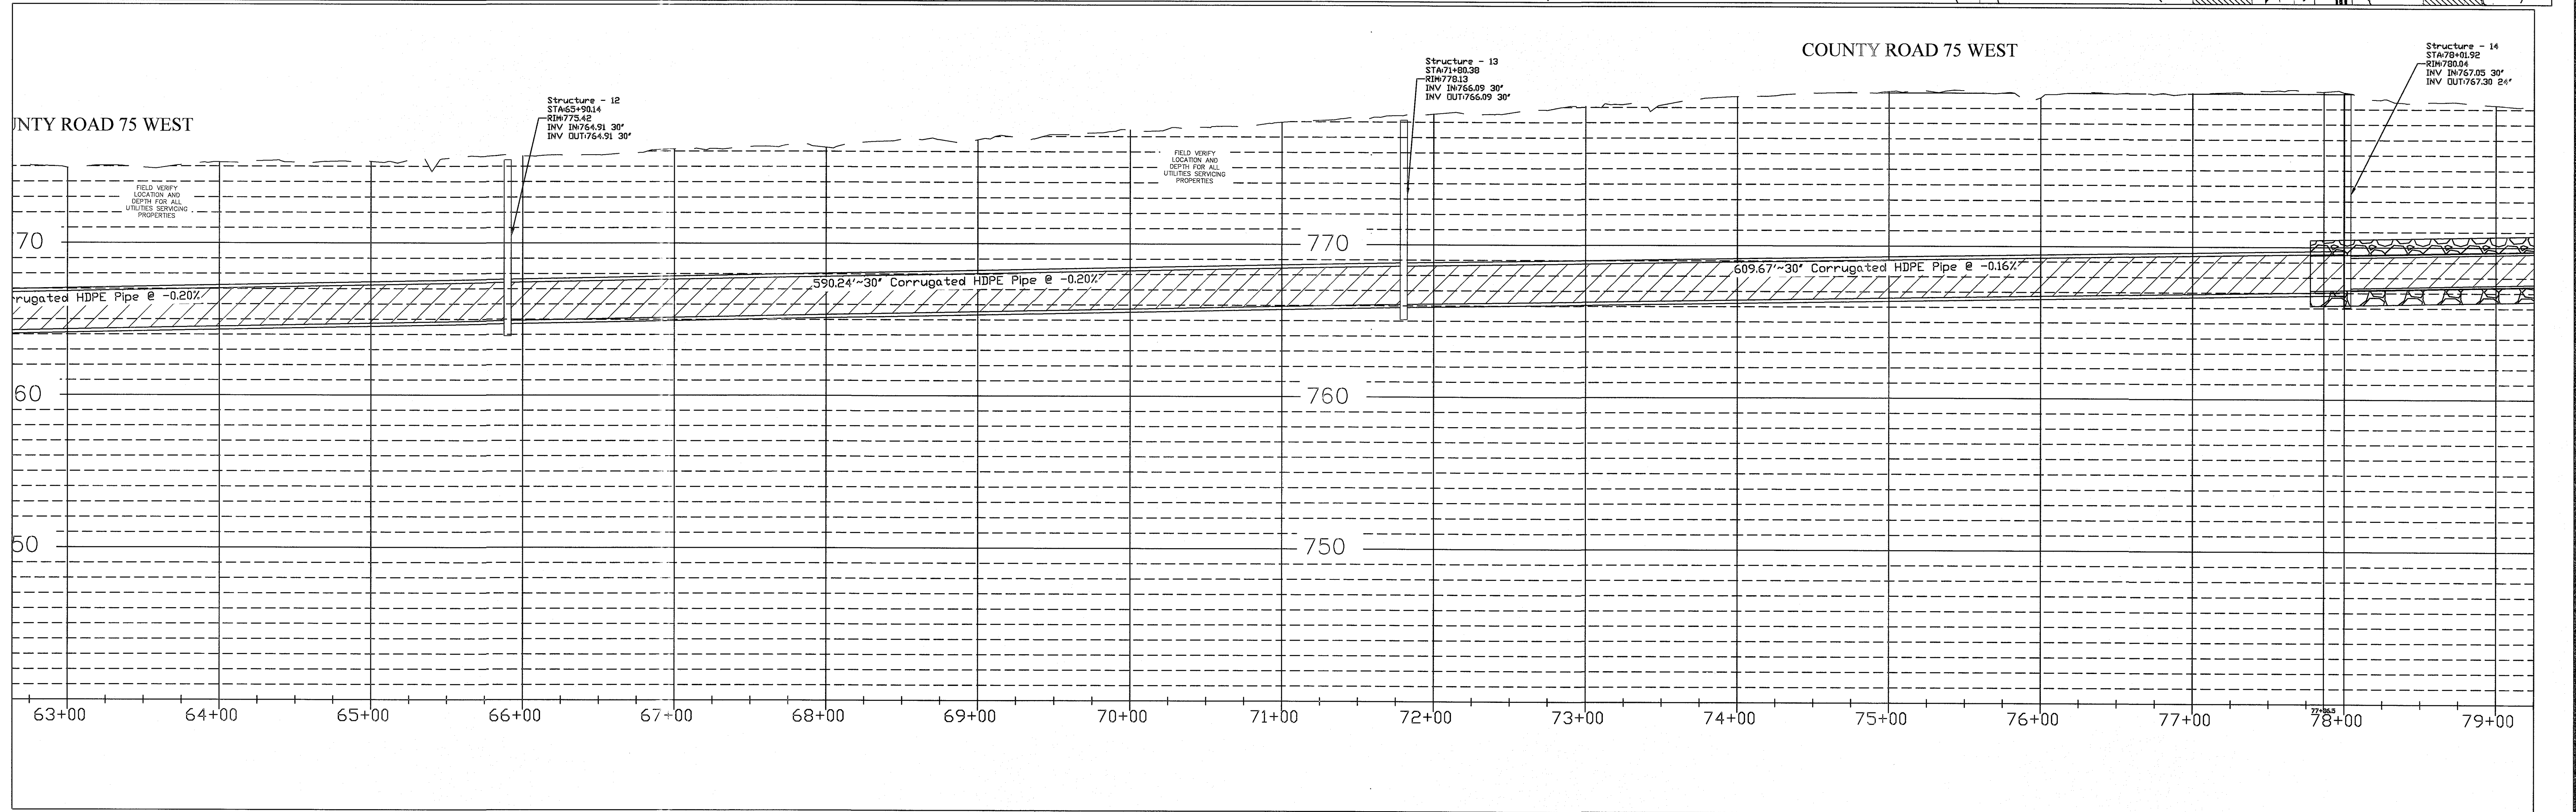 COUNTY ROAD 75 WEST
Structure - 14
STA:78+01.92
RIM:780.04
INV IN:767.05 30"
INV OUT:767.30 24"
Structure - 13
STA:71+80.38
RIM:778.13
INV IN:766.09 30"
INV OUT:766.09 30"
Structure - 12
STA:65+90.14
RIM:775.42
INV IN:764.91 30"
INV OUT:764.91 30"
UNTY ROAD 75 WEST
FIELD VERIFY
LOCATION AND
DEPTH FOR ALL
UTILITIES SERVICING
PROPERTIES
FIELD VERIFY
LOCATION AND
DEPTH FOR ALL
UTILITIES SERVICING
PROPERTIES
70
770
rrugated HDPE Pipe @ -0.20%
590.24'~30" Corrugated HDPE Pipe @ -0.20%
609.67'~30" Corrugated HDPE Pipe @ -0.16%
60
760
50
750
63+00 64+00 65+00 66+00 67+00 68+00 69+00 70+00 71+00 72+00 73+00 74+00 75+00 76+00 77+00 78+00 79+00